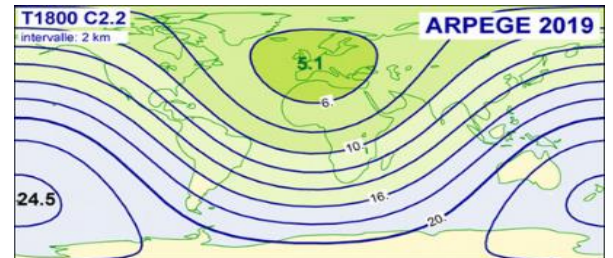 T1800 C2.2
intervalle: 2 km
ARPEGE 2019
5.1
6.
10.
16.
24.5
20.